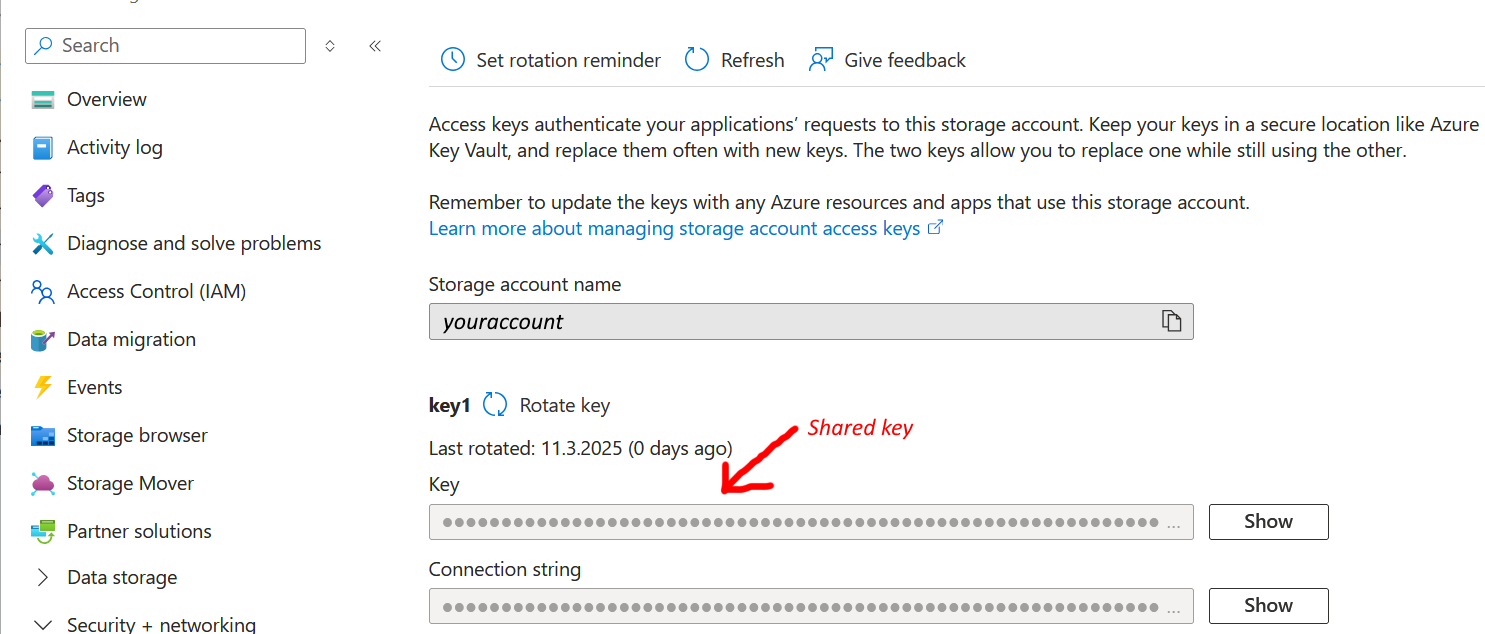 Search
Overview
Activity log
Tags
Diagnose and solve problems
Access Control (IAM)
Data migration
Events
Storage browser
Storage Mover
Partner solutions
Data storage
Security + networking
Set rotation reminder
Refresh
Give feedback
Access keys authenticate your applications’ requests to this storage account. Keep your keys in a secure location like Azure
Key Vault, and replace them often with new keys. The two keys allow you to replace one while still using the other.
Remember to update the keys with any Azure resources and apps that use this storage account.
Learn more about managing storage account access keys
Storage account name
youraccount
key1 Rotate key
Shared key
Last rotated: 11.3.2025 (0 days ago)
Key
Show
Connection string
Show